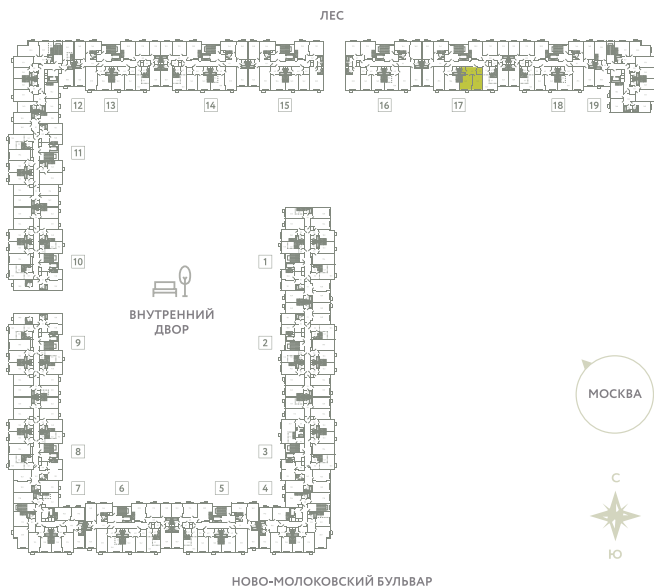 ЛЕС
12 13 14 15 16 17 18 19
11
10 1
ВНУТРЕННИЙ
ДВОР
9 2
МОСКВА
8 3
7 6 5 4
С
Ю
НОВО-МОЛОКОВСКИЙ БУЛЬВАР